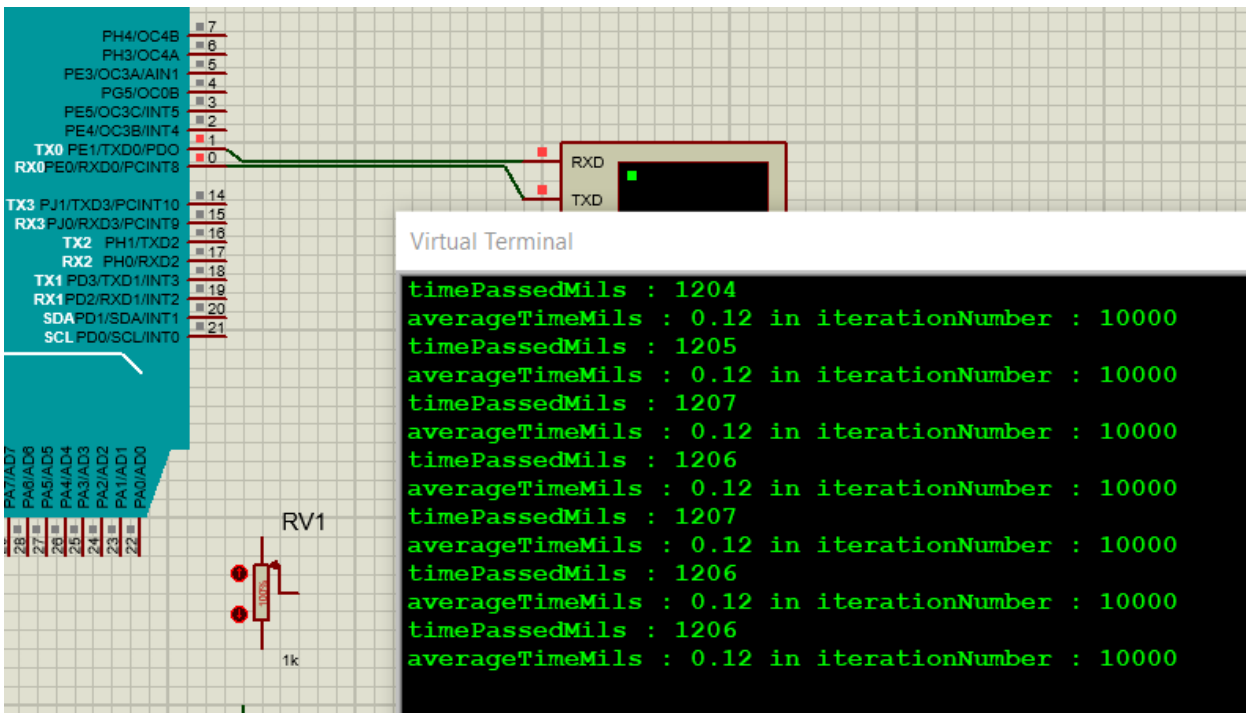 PH4/OC4B 7
PH3/OC4A 6
PE3/OC3A/AIN1 5
PG5/OC0B 4
PE5/OC3C/INT5 3
PE4/OC3B/INT4 2
TX0 PE1/TXD0/PDO 1
RX0 PE0/RXD0/PCINT8 0
TX3 PJ1/TXD3/PCINT10 14
RX3 PJ0/RXD3/PCINT9 15
TX2 PH1/TXD2 16
RX2 PH0/RXD2 17
TX1 PD3/TXD1/INT3 18
RX1 PD2/RXD1/INT2 19
SDA PD1/SDA/INT1 20
SCL PD0/SCL/INT0 21
RXD
TXD
Virtual Terminal
timePassedMils : 1204
averageTimeMils : 0.12 in iterationNumber : 10000
timePassedMils : 1205
averageTimeMils : 0.12 in iterationNumber : 10000
timePassedMils : 1207
averageTimeMils : 0.12 in iterationNumber : 10000
timePassedMils : 1206
averageTimeMils : 0.12 in iterationNumber : 10000
timePassedMils : 1207
averageTimeMils : 0.12 in iterationNumber : 10000
timePassedMils : 1206
averageTimeMils : 0.12 in iterationNumber : 10000
timePassedMils : 1206
averageTimeMils : 0.12 in iterationNumber : 10000
PA7/AD7
PA6/AD6 28
PA5/AD5 27
PA4/AD4 26
PA3/AD3 25
PA2/AD2 24
PA1/AD1 23
PA0/AD0 22
RV1
100%
1k